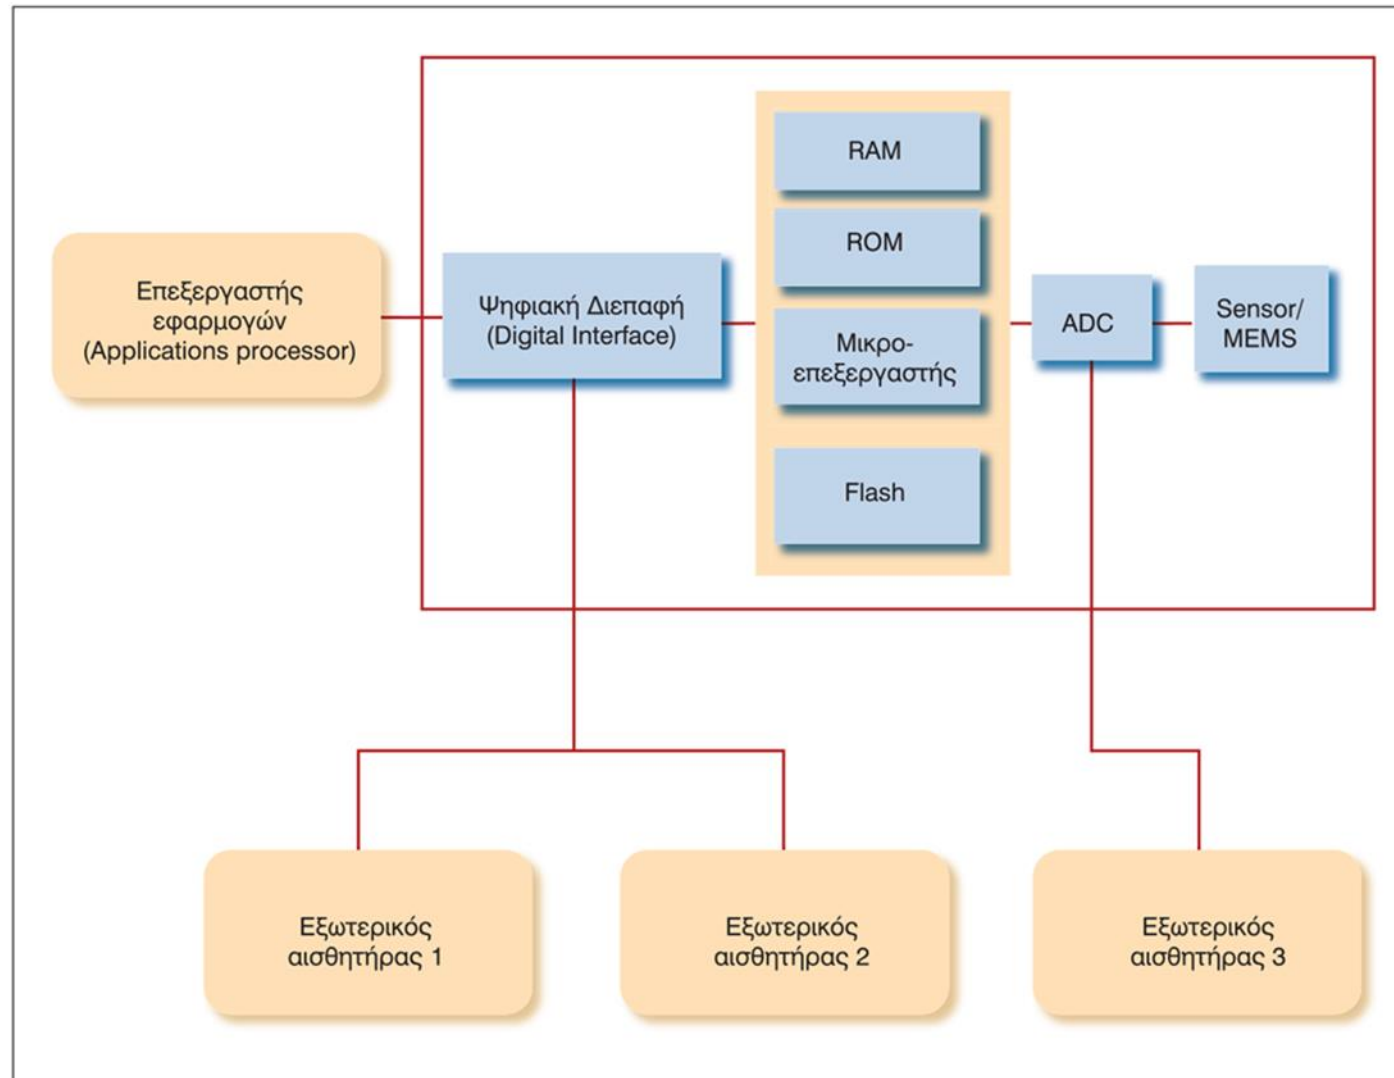 RAM
ROM
Επεξεργαστής
εφαρμογών
(Applications processor)
Ψηφιακή Διεπαφή
(Digital Interface)
Μικρο-
επεξεργαστής
ADC
Sensor/
MEMS
Flash
Εξωτερικός
αισθητήρας 1
Εξωτερικός
αισθητήρας 2
Εξωτερικός
αισθητήρας 3